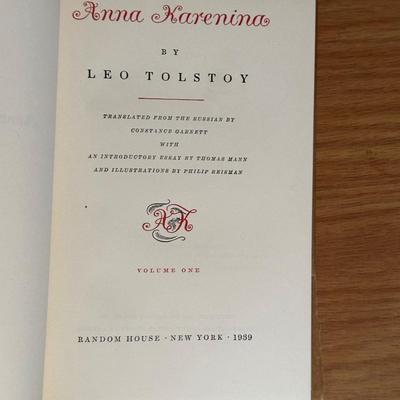 Anna Karenina
BY
LEO TOLSTOY
TRANSLATED FROM THE RUSSIAN BY
CONSTANCE GARNETT
WITH
AN INTRODUCTORY ESSAY BY THOMAS MANN
AND ILLUSTRATIONS BY PHILIP REISMAN
AK
VOLUME ONE
RANDOM HOUSE · NEW YORK · 1939